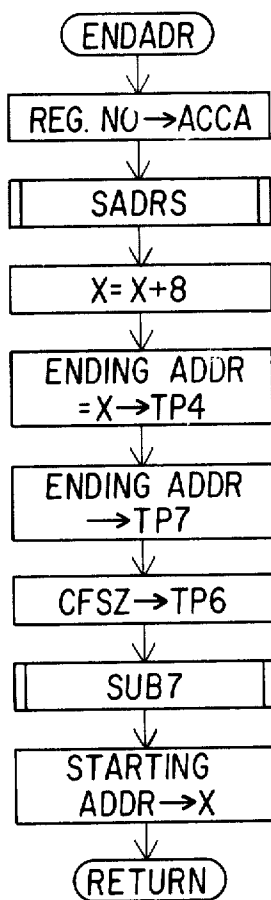 ENDADR
REG. NO→ACCA
SADRS
X=X+8
ENDING ADDR
=X→TP4
ENDING ADDR
→TP7
CFSZ→TP6
SUB7
STARTING
ADDR→X
RETURN